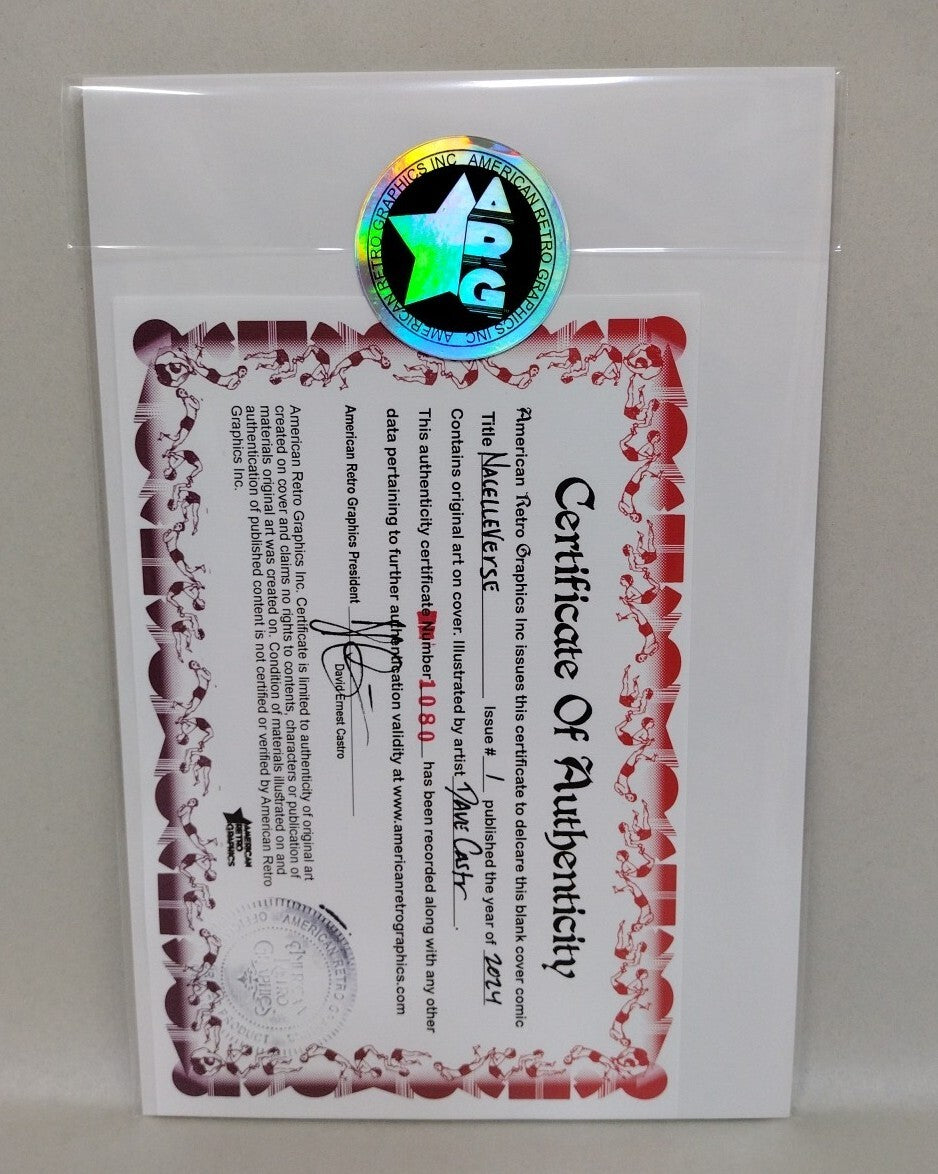 AMERICAN RETRO GRAPHICS INC AMERICAN RETRO GRAPHICS INC
ARG
Certificate Of Authenticity
American Retro Graphics Inc issues this certificate to delcare this blank cover comic
Title NacelleVerse Issue # 1 published the year of 2024
Contains original art on cover. Illustrated by artist Dave Castr.
This authenticity certificate Number 1080 has been recorded along with any other
data pertaining to further authentication validity at www.americanretrographics.com
American Retro Graphics President
David Ernest Castro
American Retro Graphics Inc. Certificate is limited to authenticity of original art
created on cover and claims no rights to contents, characters or publication of
materials original art was created on. Condition of materials illustrated on and
authentication of published content is not certified or verified by American Retro
Graphics Inc.
AMERICAN
RETRO
GRAPHICS
AMERICAN RETRO
AMERICAN
RETRO
GRAPHICS
PRODUCT